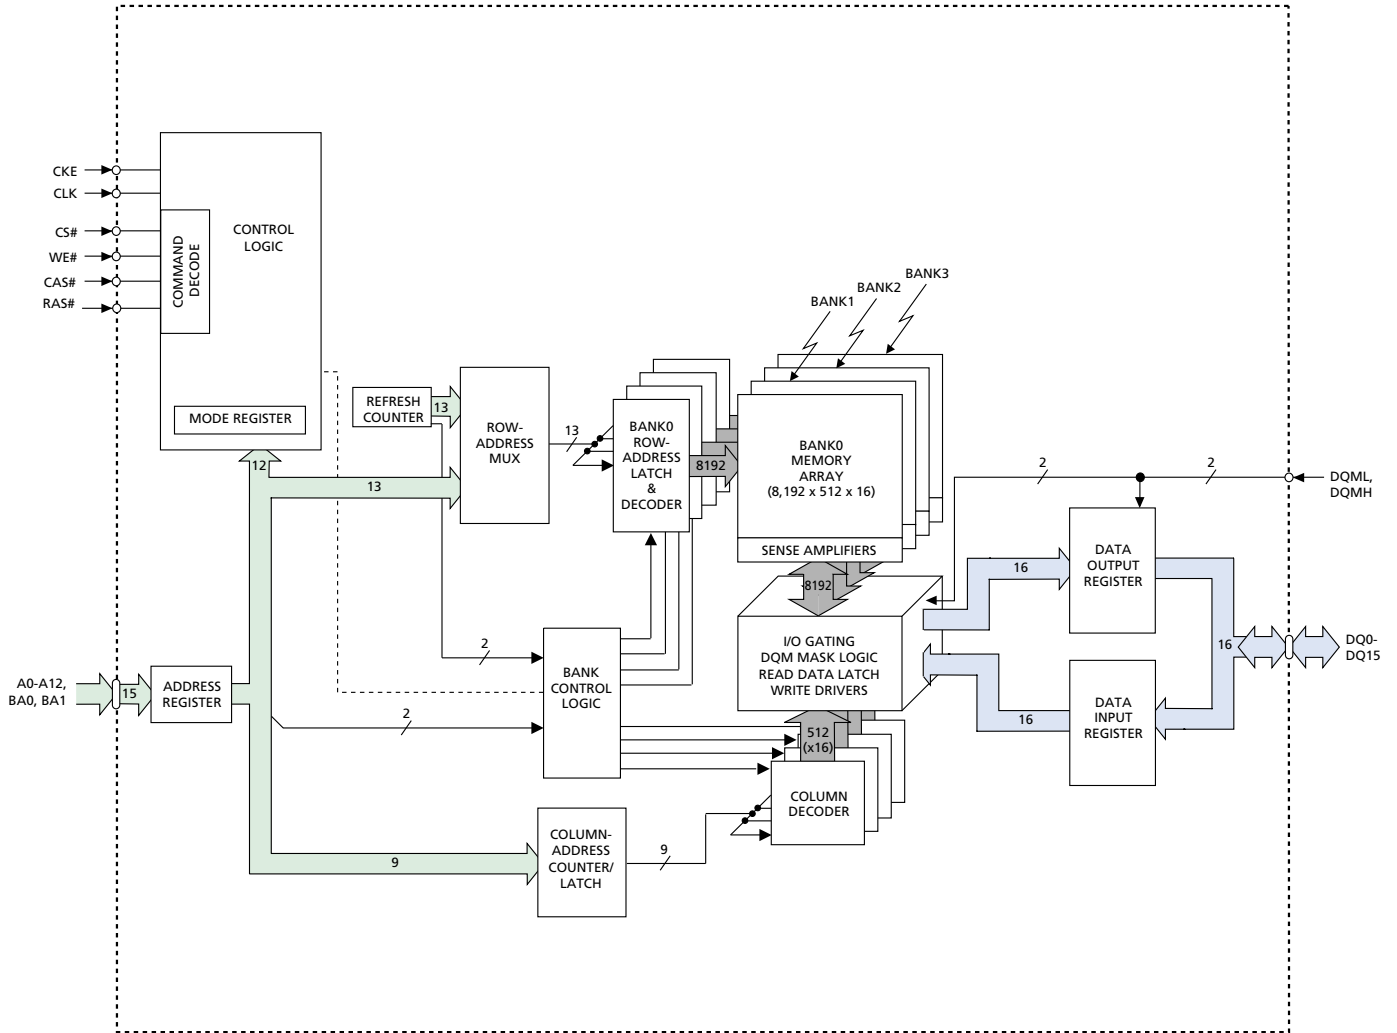 CKE
CLK
CS#
WE#
CAS#
RAS#
COMMAND
DECODE
CONTROL
LOGIC
MODE REGISTER
12
REFRESH
COUNTER
13
13
ROW-
ADDRESS
MUX
13
BANK0
ROW-
ADDRESS
LATCH
&
DECODER
8192
BANK1
BANK2
BANK3
BANK0
MEMORY
ARRAY
(8,192 x 512 x 16)
SENSE AMPLIFIERS
8192
I/O GATING
DQM MASK LOGIC
READ DATA LATCH
WRITE DRIVERS
2
2
DQML,
DQMH
16
DATA
OUTPUT
REGISTER
16
DQ0-
DQ15
16
DATA
INPUT
REGISTER
A0-A12,
BA0, BA1
15
ADDRESS
REGISTER
2
2
BANK
CONTROL
LOGIC
512
(x16)
COLUMN
DECODER
9
COLUMN-
ADDRESS
COUNTER/
LATCH
9